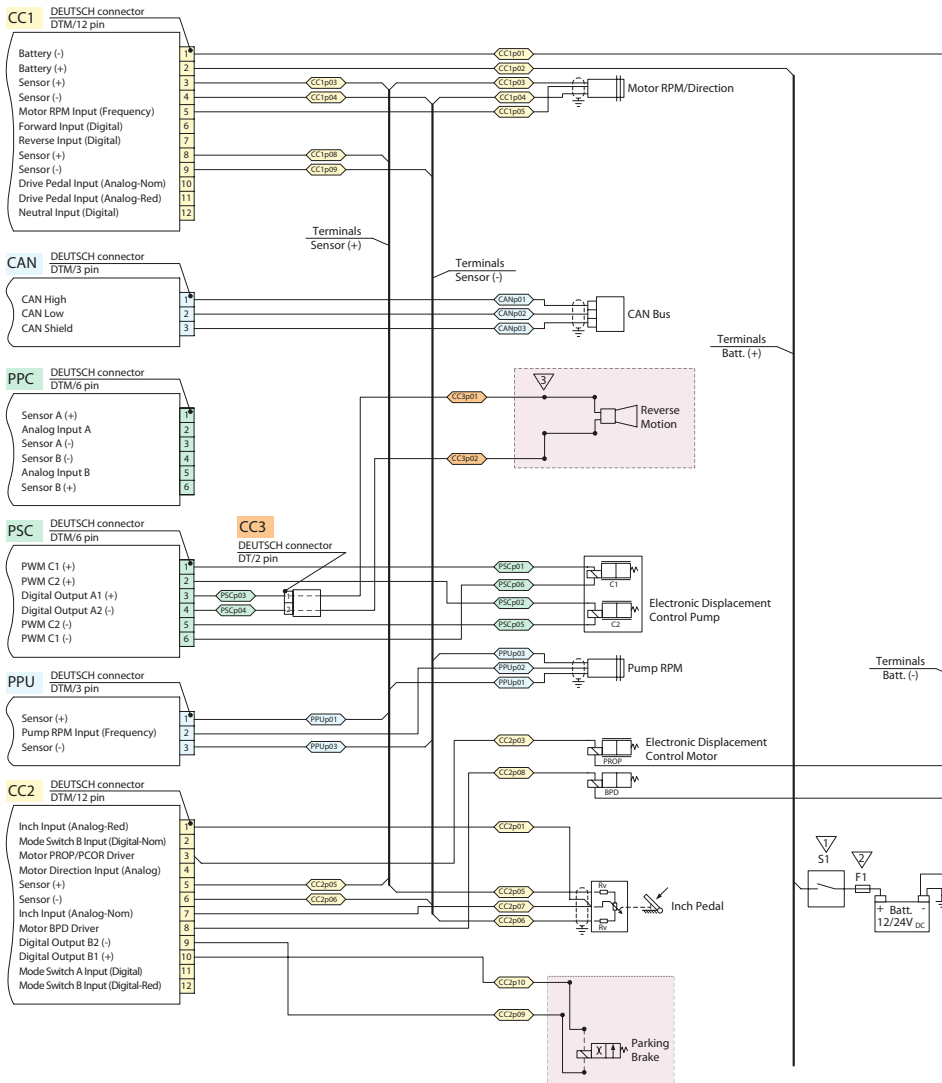 CC1 DEUTSCH connector
DTM/12 pin
Battery (-) 1 CC1p01
Battery (+) 2 CC1p02
Sensor (+) 3 CC1p03 CC1p03
Sensor (-) 4 CC1p04 CC1p04
Motor RPM/Direction
Motor RPM Input (Frequency) 5 CC1p05
Forward Input (Digital) 6
Reverse Input (Digital) 7
Sensor (+) 8 CC1p08
Sensor (-) 9 CC1p09
Drive Pedal Input (Analog-Nom) 10
Drive Pedal Input (Analog-Red) 11
Neutral Input (Digital) 12
Terminals
Sensor (+)
Terminals
Sensor (-)
CAN DEUTSCH connector
DTM/3 pin
CAN High 1 CANp01
CAN Low 2 CANp02 CAN Bus
CAN Shield 3 CANp03
Terminals
Batt. (+)
PPC DEUTSCH connector
DTM/6 pin
Sensor A (+) 1
Analog Input A 2
Sensor A (-) 3
Sensor B (-) 4
Analog Input B 5
Sensor B (+) 6
CC3p01 3
Reverse
Motion
CC3p02
PSC DEUTSCH connector
DTM/6 pin
CC3
DEUTSCH connector
DT/2 pin
PWM C1 (+) 1 PSCp01
PWM C2 (+) 2 PSCp06 C1
Digital Output A1 (+) 3 PSCp03 1 PSCp02
Digital Output A2 (-) 4 PSCp04 2
PWM C2 (-) 5 PSCp05 C2
PWM C1 (-) 6
Electronic Displacement
Control Pump
PPU DEUTSCH connector
DTM/3 pin
PPUp03
PPUp02 Pump RPM
PPUp01
Terminals
Batt. (-)
Sensor (+) 1 PPUp01
Pump RPM Input (Frequency) 2
Sensor (-) 3 PPUp03
CC2p03 PROP
Electronic Displacement
Control Motor
CC2p08 BPD
CC2 DEUTSCH connector
DTM/12 pin
Inch Input (Analog-Red) 1 CC2p01
Mode Switch B Input (Digital-Nom) 2
Motor PROP/PCOR Driver 3
Motor Direction Input (Analog) 4
Sensor (+) 5 CC2p05 CC2p05 Rv
Sensor (-) 6 CC2p06 CC2p07 Inch Pedal
Inch Input (Analog-Nom) 7 CC2p06 Rv
Motor BPD Driver 8
Digital Output B2 (-) 9
Digital Output B1 (+) 10
Mode Switch A Input (Digital) 11
Mode Switch B Input (Digital-Red) 12
1
S1
2
F1
+ Batt. -
12/24V DC
CC2p10
CC2p09
Parking
Brake